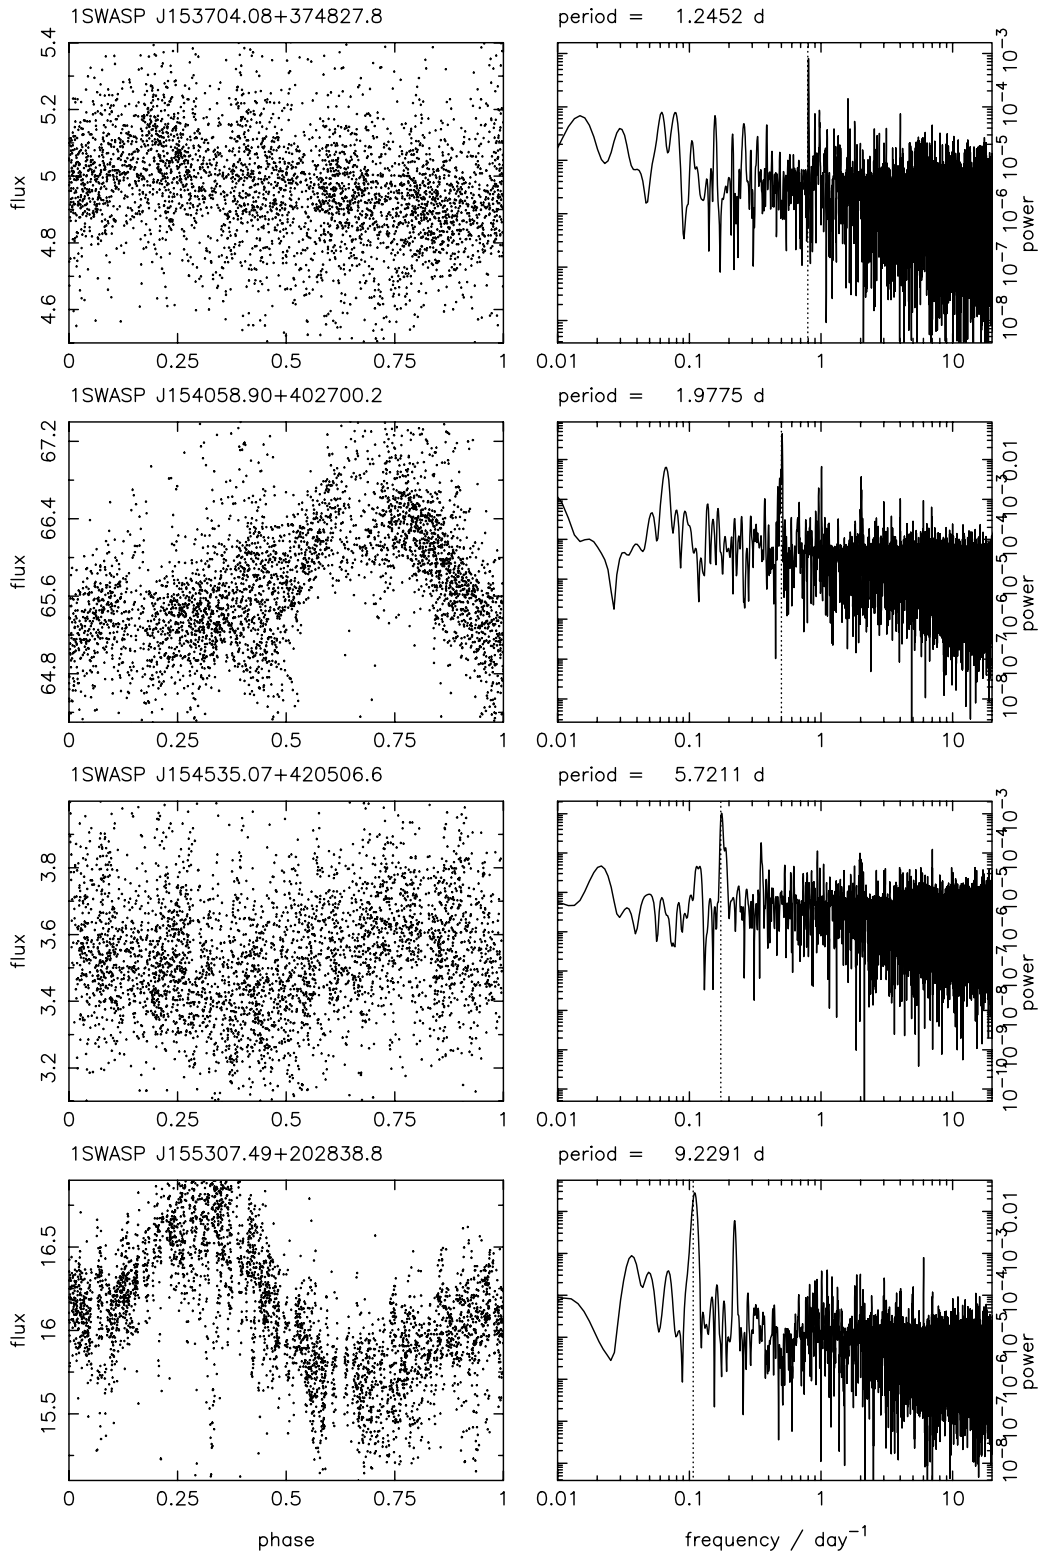 1SWASP J153704.08+374827.8
period = 1.2452 d
flux
5.4
5.2
5
4.8
4.6
0 0.25 0.5 0.75 1
power
10⁻³
10⁻⁴
10⁻⁵
10⁻⁶
10⁻⁷
10⁻⁸
0.01 0.1 1 10
1SWASP J154058.90+402700.2
period = 1.9775 d
flux
67.2
66.4
65.6
64.8
0 0.25 0.5 0.75 1
power
0.01
10⁻³
10⁻⁴
10⁻⁵
10⁻⁶
10⁻⁷
10⁻⁸
10⁻⁹
0.01 0.1 1 10
1SWASP J154535.07+420506.6
period = 5.7211 d
flux
3.8
3.6
3.4
3.2
0 0.25 0.5 0.75 1
power
10⁻³
10⁻⁴
10⁻⁵
10⁻⁶
10⁻⁷
10⁻⁸
10⁻⁹
10⁻¹⁰
0.01 0.1 1 10
1SWASP J155307.49+202838.8
period = 9.2291 d
flux
16.5
16
15.5
0 0.25 0.5 0.75 1
power
0.01
10⁻³
10⁻⁴
10⁻⁵
10⁻⁶
10⁻⁷
10⁻⁸
0.01 0.1 1 10
phase
frequency / day⁻¹